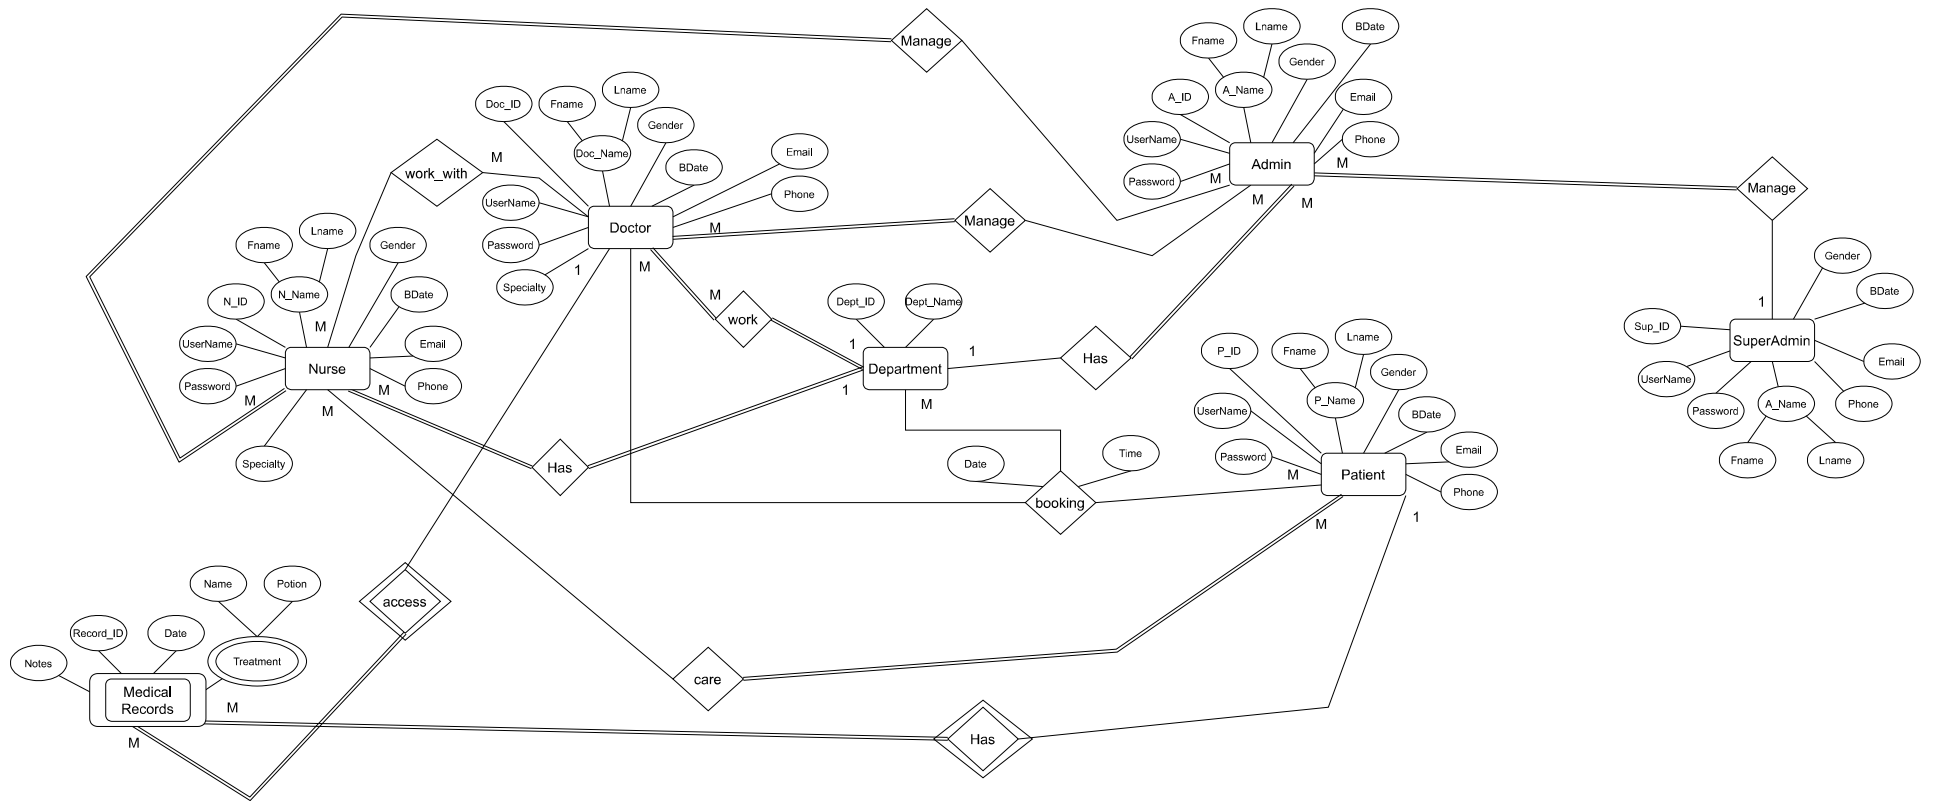 Manage
Fname
Lname
BDate
Gender
A_Name
A_ID
Email
UserName
Phone
Password
Admin
M
M
M
M
Manage
1
Gender
BDate
Sup_ID
SuperAdmin
Email
UserName
Password
A_Name
Phone
Fname
Lname
Doc_ID
Fname
Lname
Gender
Doc_Name
BDate
Email
Phone
UserName
Password
Specialty
Doctor
M
M
1
M
Manage
work_with
M
work
M
1
Fname
Lname
Gender
N_ID
N_Name
BDate
UserName
Email
Password
Phone
Nurse
M
M
M
M
Specialty
Has
Dept_ID
Dept_Name
Department
1
1
M
Has
Date
Time
booking
P_ID
Fname
Lname
Gender
P_Name
BDate
UserName
Email
Password
Phone
Patient
M
M
1
access
Name
Potion
Record_ID
Date
Notes
Treatment
Medical
Records
M
M
care
Has